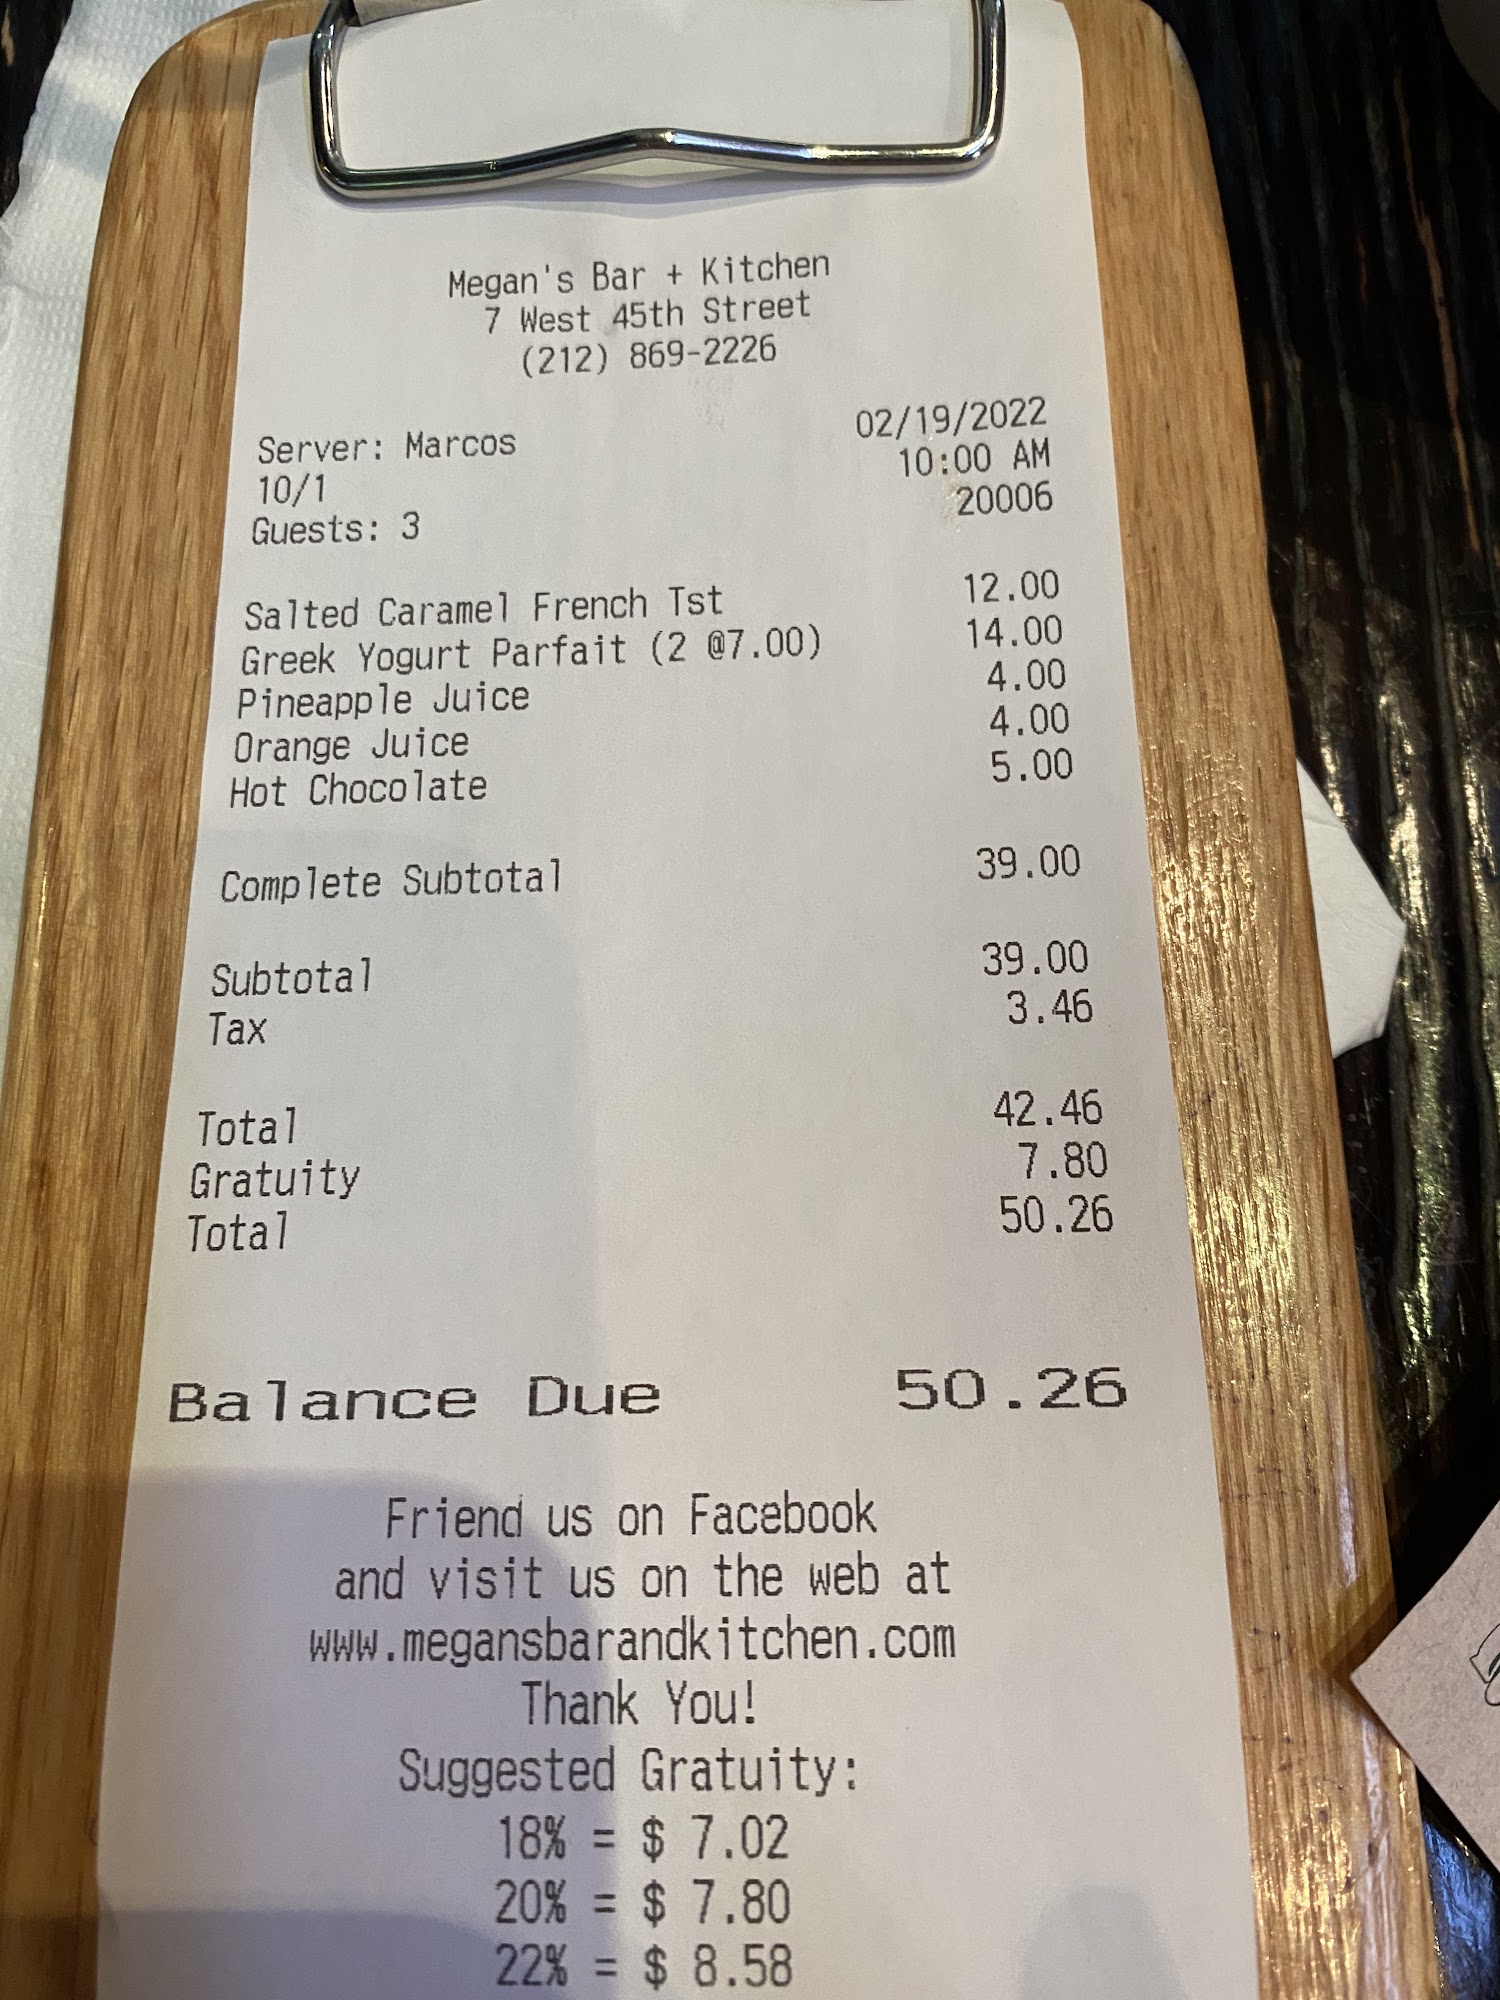 Megan's Bar + Kitchen
7 West 45th Street
(212) 869-2226
Server: Marcos 02/19/2022
10/1 10:00 AM
Guests: 3 20006
Salted Caramel French Tst 12.00
Greek Yogurt Parfait (2 @7.00) 14.00
Pineapple Juice 4.00
Orange Juice 4.00
Hot Chocolate 5.00
Complete Subtotal 39.00
Subtotal 39.00
Tax 3.46
Total 42.46
Gratuity 7.80
Total 50.26
Balance Due 50.26
Friend us on Facebook
and visit us on the web at
www.megansbarandkitchen.com
Thank You!
Suggested Gratuity:
18% = $ 7.02
20% = $ 7.80
22% = $ 8.58